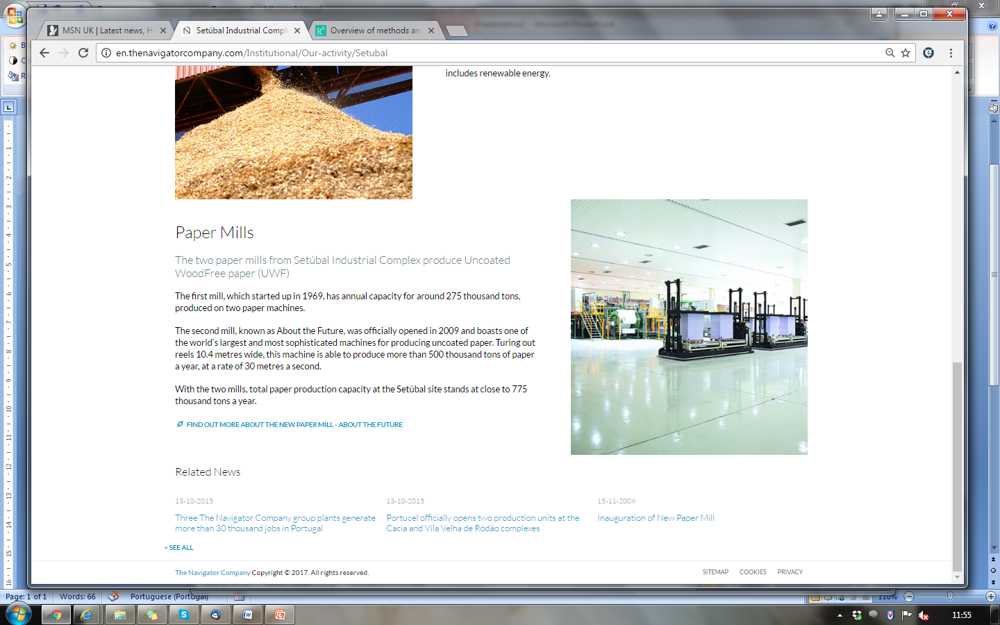 MSN UK | Latest news, H
Setúbal Industrial Compl
Overview of methods an
en.thenavigatorcompany.com/Institutional/Our-activity/Setubal
includes renewable energy.
Paper Mills
The two paper mills from Setúbal Industrial Complex produce Uncoated
WoodFree paper (UWF)
The first mill, which started up in 1969, has annual capacity for around 275 thousand tons,
produced on two paper machines.
The second mill, known as About the Future, was officially opened in 2009 and boasts one of
the world's largest and most sophisticated machines for producing uncoated paper. Turing out
reels 10.4 metres wide, this machine is able to produce more than 500 thousand tons of paper
a year, at a rate of 30 metres a second.
With the two mills, total paper production capacity at the Setúbal site stands at close to 775
thousand tons a year.
FIND OUT MORE ABOUT THE NEW PAPER MILL - ABOUT THE FUTURE
Related News
13-10-2015 13-10-2015 15-11-2009
Three The Navigator Company group plants generate
more than 30 thousand jobs in Portugal
Portucel officially opens two production units at the
Cacia and Vila Velha de Ródão complexes
Inauguration of New Paper Mill
> SEE ALL
The Navigator Company Copyright © 2017. All rights reserved.
SITEMAP COOKIES PRIVACY
Page: 1 of 1 Words: 66 Portuguese (Portugal) 110%
11:55